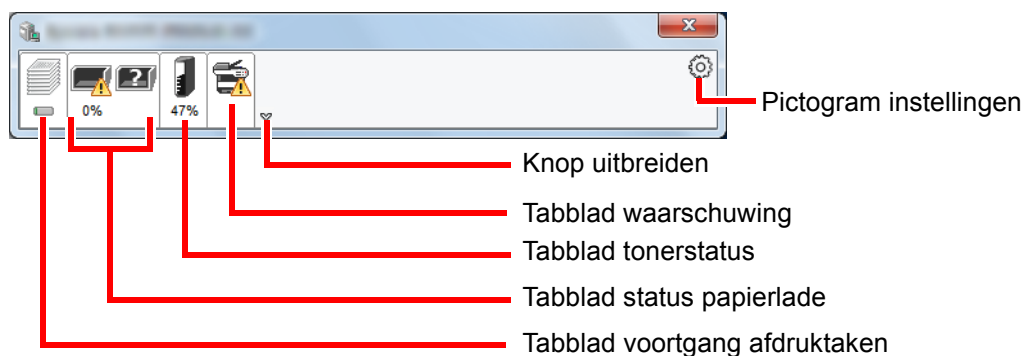 ?
0%
47%
x
Pictogram instellingen
Knop uitbreiden
Tabblad waarschuwing
Tabblad tonerstatus
Tabblad status papierlade
Tabblad voortgang afdruktaken